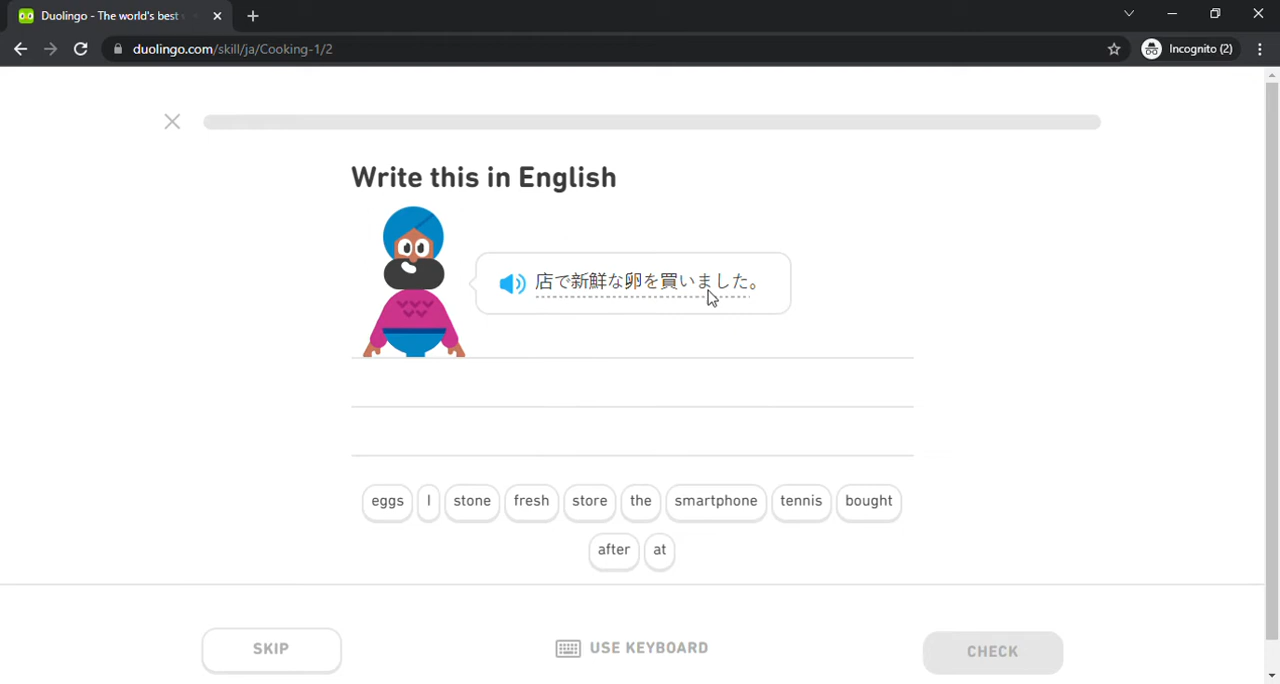 Duolingo - The world's best
duolingo.com/skill/ja/Cooking-1/2
Incognito (2)
Write this in English
店で新鮮な卵を買いました。
eggs I stone fresh store the smartphone tennis bought
after at
SKIP
USE KEYBOARD
CHECK